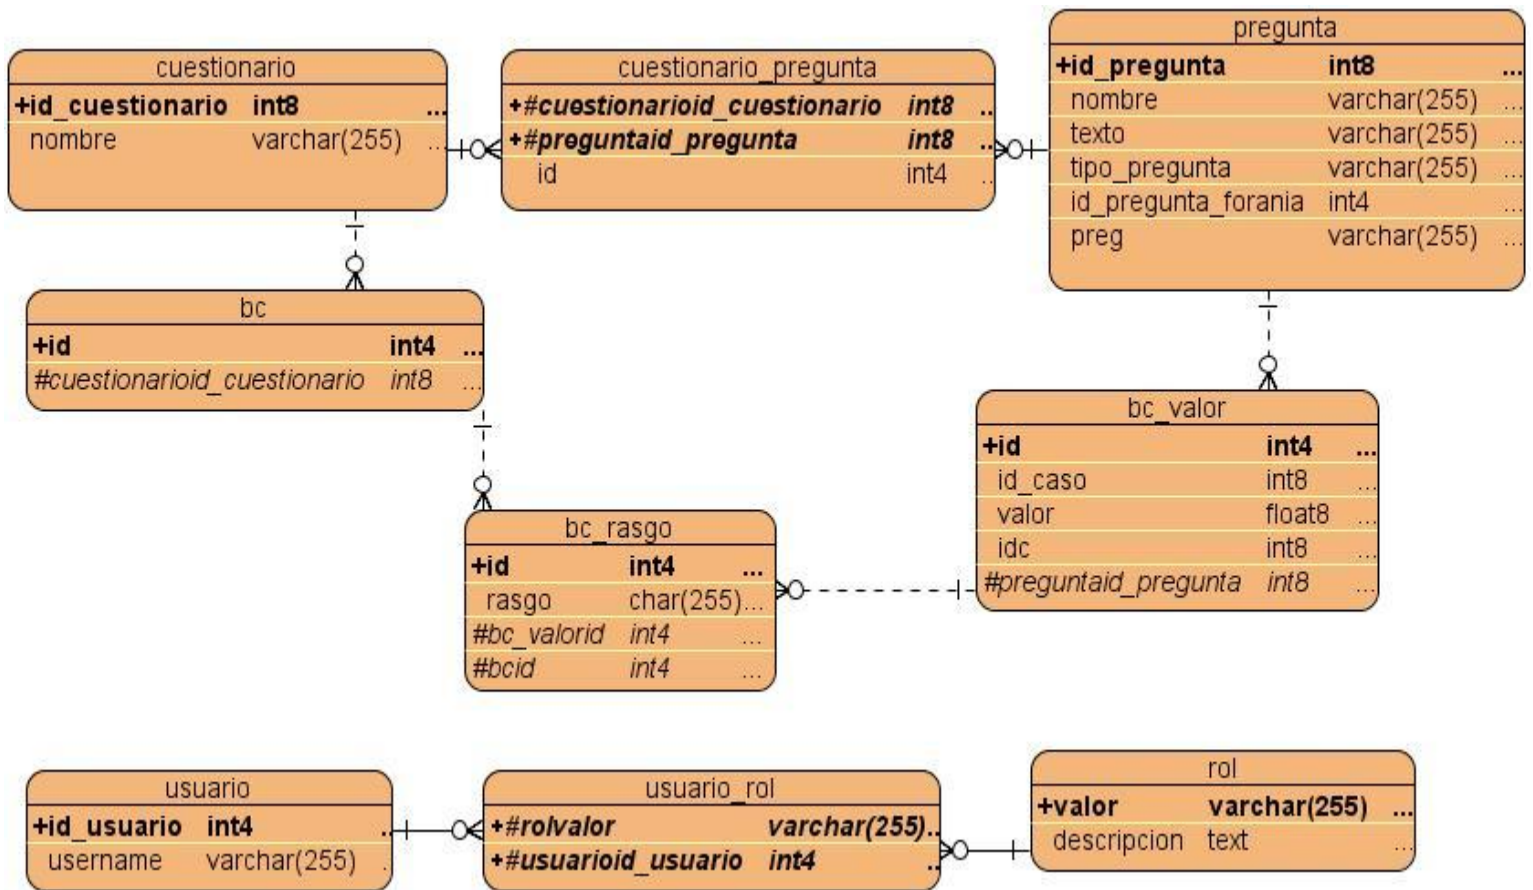 cuestionario
+id_cuestionario int8 ...
nombre varchar(255) ...
cuestionario_pregunta
+#cuestionarioid_cuestionario int8 ..
+#preguntaid_pregunta int8 ..
id int4 ..
pregunta
+id_pregunta int8 ...
nombre varchar(255) ...
texto varchar(255) ...
tipo_pregunta varchar(255) ...
id_pregunta_forania int4 ...
preg varchar(255) ...
bc
+id int4 ...
#cuestionarioid_cuestionario int8 ...
bc_valor
+id int4 ...
id_caso int8 ...
valor float8 ...
idc int8 ...
#preguntaid_pregunta int8 ...
bc_rasgo
+id int4 ...
rasgo char(255)...
#bc_valorid int4 ...
#bcid int4 ...
usuario
+id_usuario int4 ..
username varchar(255) .
usuario_rol
+#rolvalor varchar(255)..
+#usuarioid_usuario int4 ..
rol
+valor varchar(255) ...
descripcion text ...